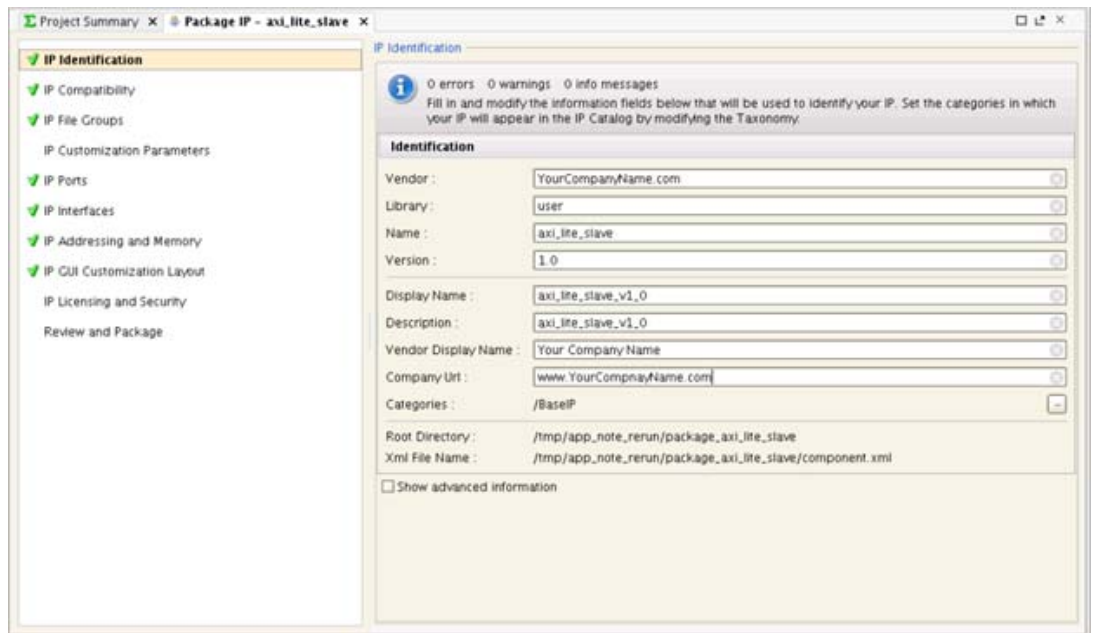 Σ Project Summary × Package IP - axi_lite_slave ×
IP Identification
IP Compatibility
IP File Groups
IP Customization Parameters
IP Ports
IP Interfaces
IP Addressing and Memory
IP GUI Customization Layout
IP Licensing and Security
Review and Package
IP Identification
0 errors 0 warnings 0 info messages
Fill in and modify the information fields below that will be used to identify your IP. Set the categories in which
your IP will appear in the IP Catalog by modifying the Taxonomy.
Identification
Vendor : YourCompanyName.com
Library : user
Name : axi_lite_slave
Version : 1.0
Display Name : axi_lite_slave_v1_0
Description : axi_lite_slave_v1_0
Vendor Display Name : Your Company Name
Company Url : www.YourCompnayName.com
Categories : /BaseIP
Root Directory : /tmp/app_note_rerun/package_axi_lite_slave
Xml File Name : /tmp/app_note_rerun/package_axi_lite_slave/component.xml
Show advanced information